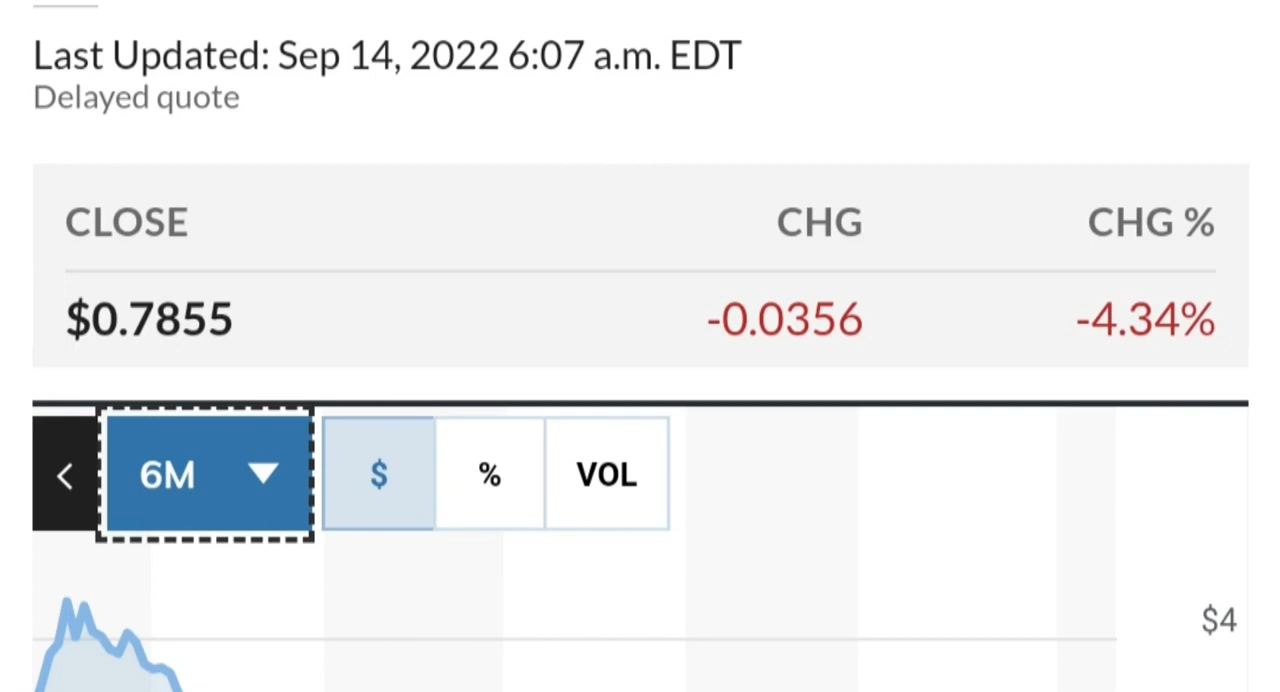 Last Updated: Sep 14, 2022 6:07 a.m. EDT
Delayed quote
CLOSE CHG CHG %
$0.7855 -0.0356 -4.34%
6M $ % VOL
$4